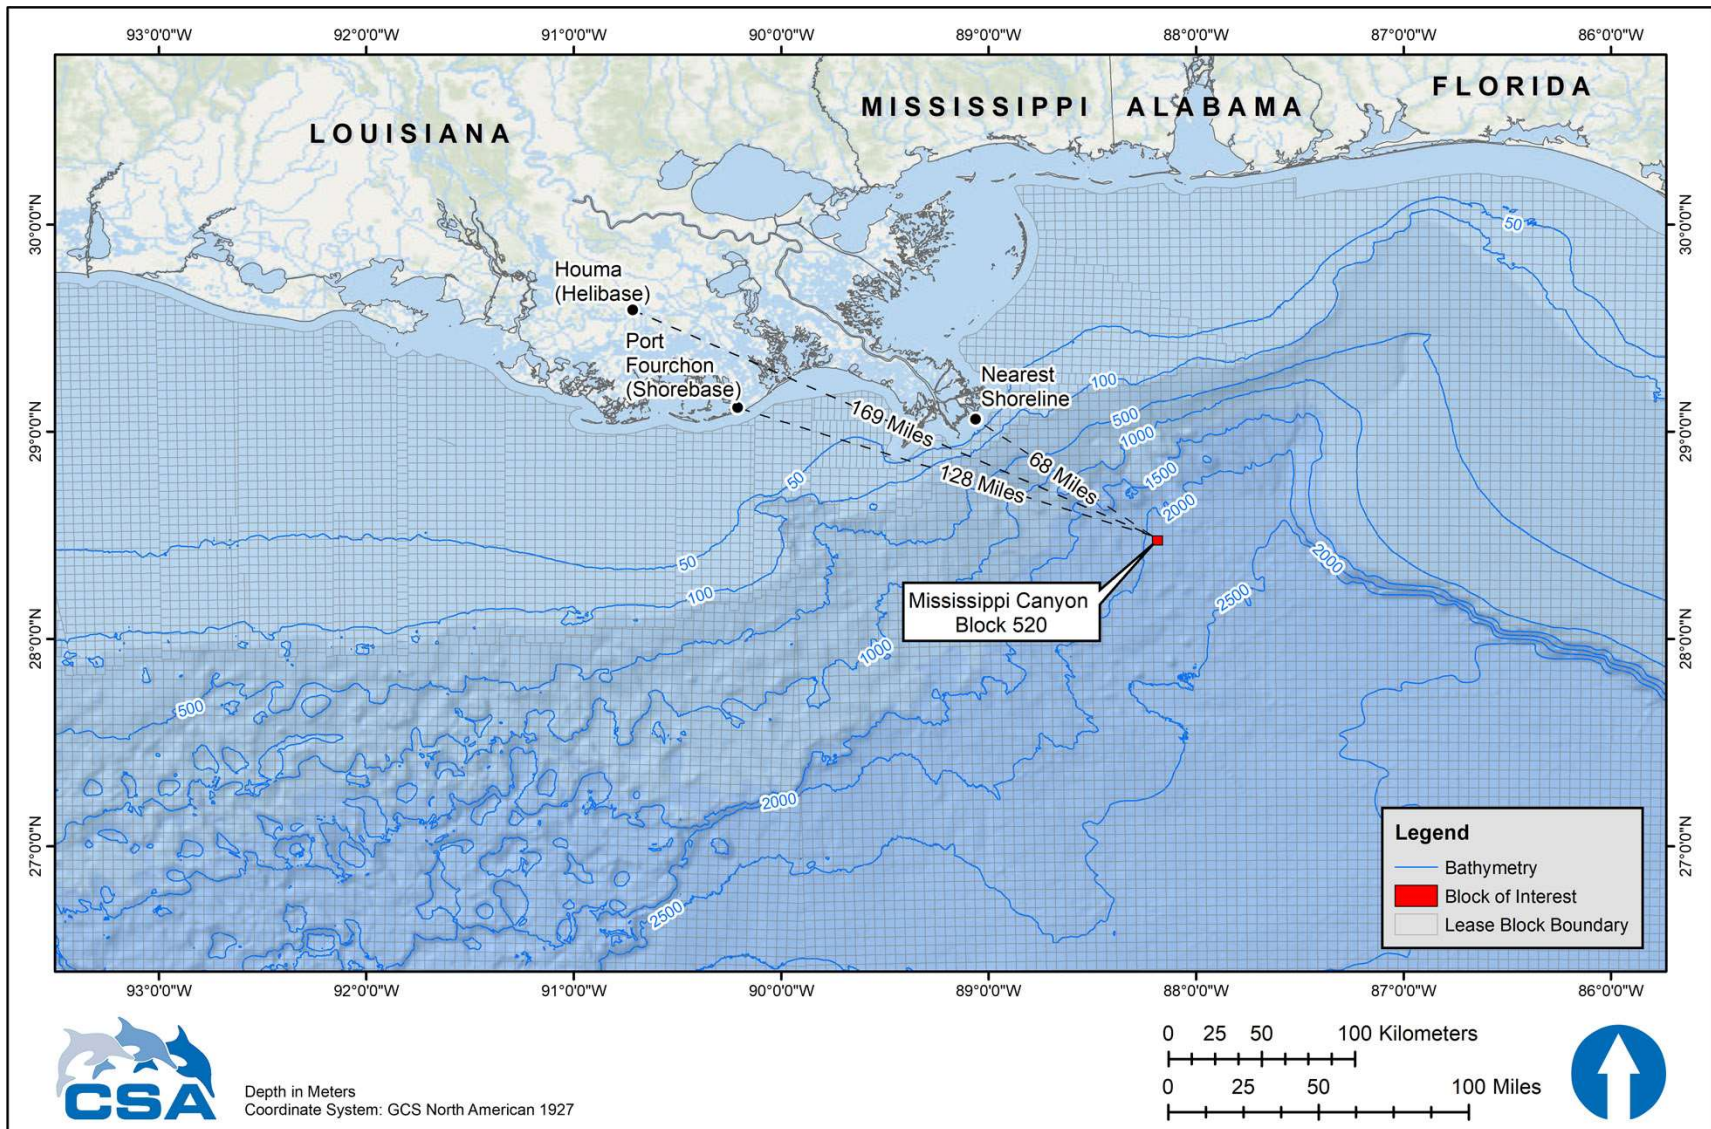 93°0'0"W 92°0'0"W 91°0'0"W 90°0'0"W 89°0'0"W 88°0'0"W 87°0'0"W 86°0'0"W
FLORIDA
MISSISSIPPI ALABAMA
LOUISIANA
30°0'0"N
30°0'0"N
50
Houma
(Helibase)
Port
Fourchon
(Shorebase)
Nearest
Shoreline
100
500
1000
1500
2000
169 Miles
68 Miles
128 Miles
29°0'0"N
29°0'0"N
50
50
100
2000
2500
Mississippi Canyon
Block 520
28°0'0"N
28°0'0"N
1000
500
2000
2500
27°0'0"N
27°0'0"N
Legend
Bathymetry
Block of Interest
Lease Block Boundary
93°0'0"W 92°0'0"W 91°0'0"W 90°0'0"W 89°0'0"W 88°0'0"W 87°0'0"W 86°0'0"W
CSA
Depth in Meters
Coordinate System: GCS North American 1927
0 25 50 100 Kilometers
0 25 50 100 Miles